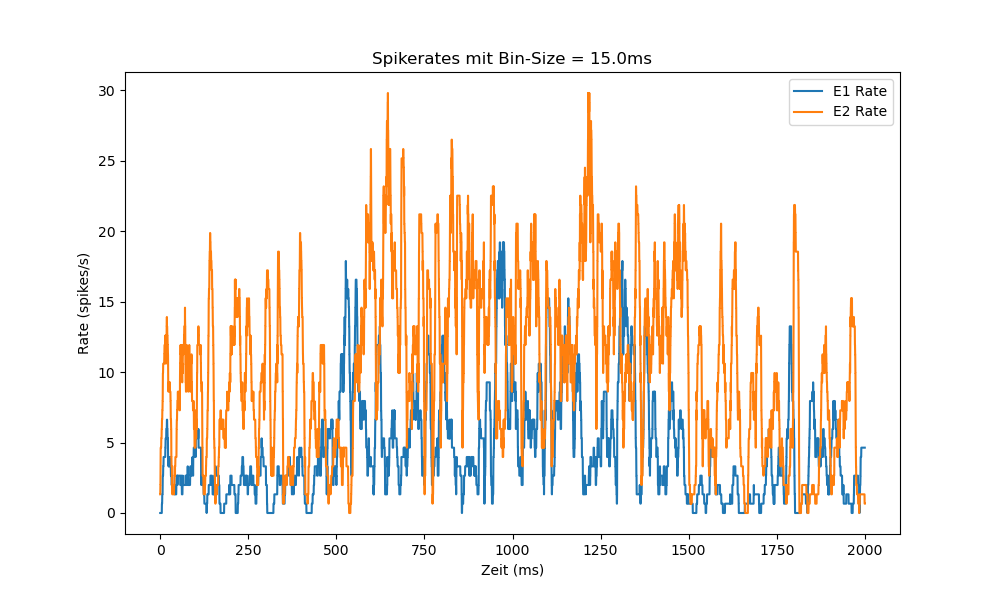 Spikerates mit Bin-Size = 15.0ms
E1 Rate
E2 Rate
Rate (spikes/s)
30
25
20
15
10
5
0
0 250 500 750 1000 1250 1500 1750 2000
Zeit (ms)